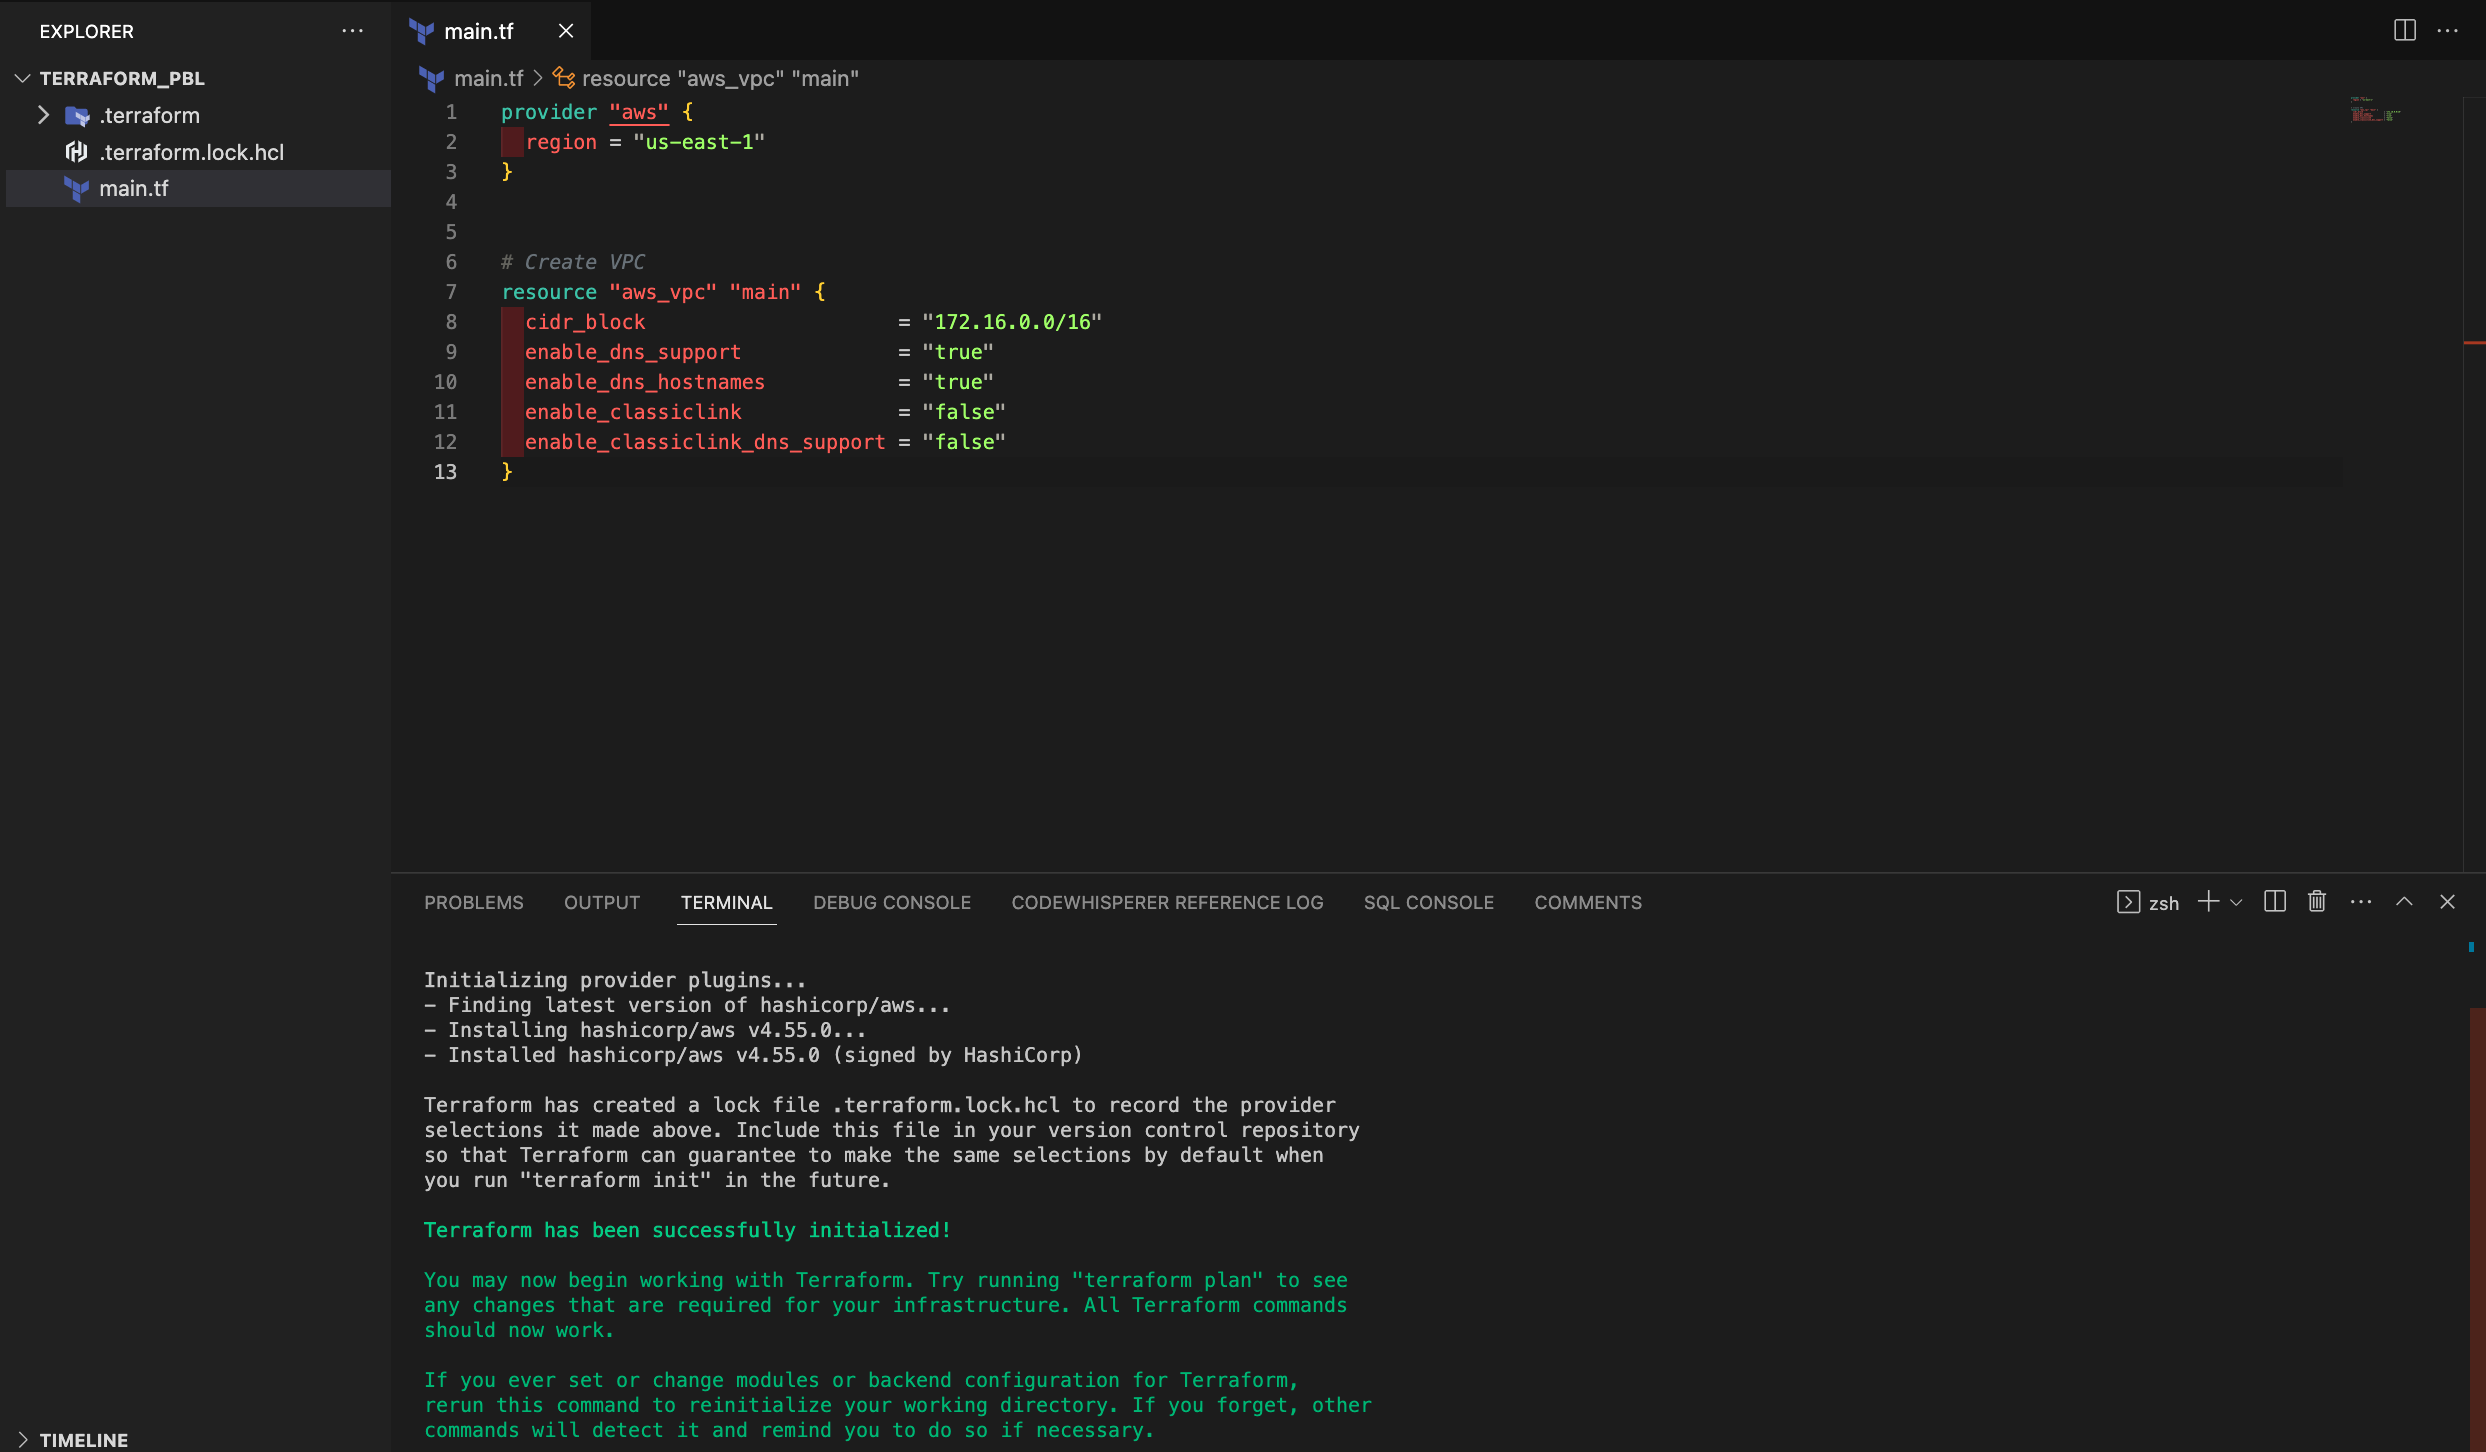 EXPLORER
TERRAFORM_PBL
.terraform
.terraform.lock.hcl
main.tf
TIMELINE
main.tf
main.tf > resource "aws_vpc" "main"
1 provider "aws" {
2   region = "us-east-1"
3 }
4
5
6 # Create VPC
7 resource "aws_vpc" "main" {
8   cidr_block                     = "172.16.0.0/16"
9   enable_dns_support             = "true"
10   enable_dns_hostnames           = "true"
11   enable_classiclink             = "false"
12   enable_classiclink_dns_support = "false"
13 }
PROBLEMS OUTPUT TERMINAL DEBUG CONSOLE CODEWHISPERER REFERENCE LOG SQL CONSOLE COMMENTS zsh
Initializing provider plugins...
- Finding latest version of hashicorp/aws...
- Installing hashicorp/aws v4.55.0...
- Installed hashicorp/aws v4.55.0 (signed by HashiCorp)
Terraform has created a lock file .terraform.lock.hcl to record the provider
selections it made above. Include this file in your version control repository
so that Terraform can guarantee to make the same selections by default when
you run "terraform init" in the future.
Terraform has been successfully initialized!
You may now begin working with Terraform. Try running "terraform plan" to see
any changes that are required for your infrastructure. All Terraform commands
should now work.
If you ever set or change modules or backend configuration for Terraform,
rerun this command to reinitialize your working directory. If you forget, other
commands will detect it and remind you to do so if necessary.